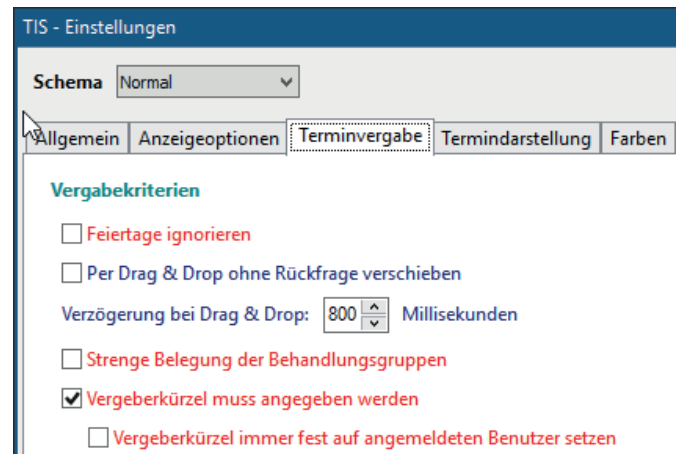 TIS - Einstellungen
Schema Normal
Allgemein Anzeigeoptionen Terminvergabe Termindarstellung Farben
Vergabekriterien
Feiertage ignorieren
Per Drag & Drop ohne Rückfrage verschieben
Verzögerung bei Drag & Drop: 800 Millisekunden
Strenge Belegung der Behandlungsgruppen
Vergeberkürzel muss angegeben werden
Vergeberkürzel immer fest auf angemeldeten Benutzer setzen